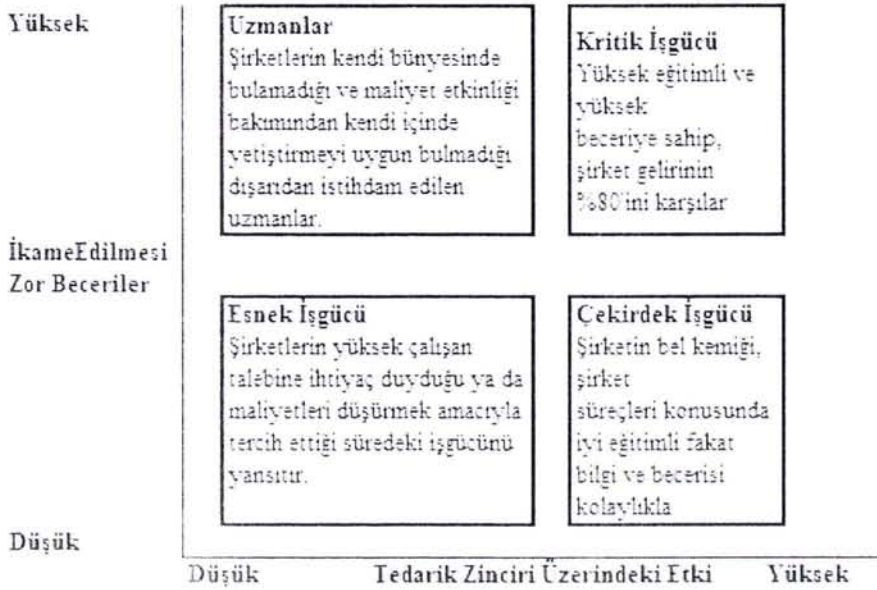 Yüksek
Uzmanlar
Şirketlerin kendi bünyesinde
bulamadığı ve maliyet etkinliği
bakımından kendi içinde
yetiştirmeyi uygun bulmadığı
dışarıdan istihdam edilen
uzmanlar.
Kritik İşgücü
Yüksek eğitimli ve
yüksek
beceriye sahip,
şirket gelirinin
%80'ini karşılar
İkameEdilmesi
Zor Beceriler
Esnek İşgücü
Şirketlerin yüksek çalışan
talebine ihtiyaç duyduğu ya da
maliyetleri düşürmek amacıyla
tercih ettiği süredeki işgücünü
yansıtır.
Çekirdek İşgücü
Şirketin bel kemiği,
şirket
süreçleri konusunda
iyi eğitimli fakat
bilgi ve becerisi
kolaylıkla
Düşük
Düşük Tedarik Zinciri Üzerindeki Etki Yüksek